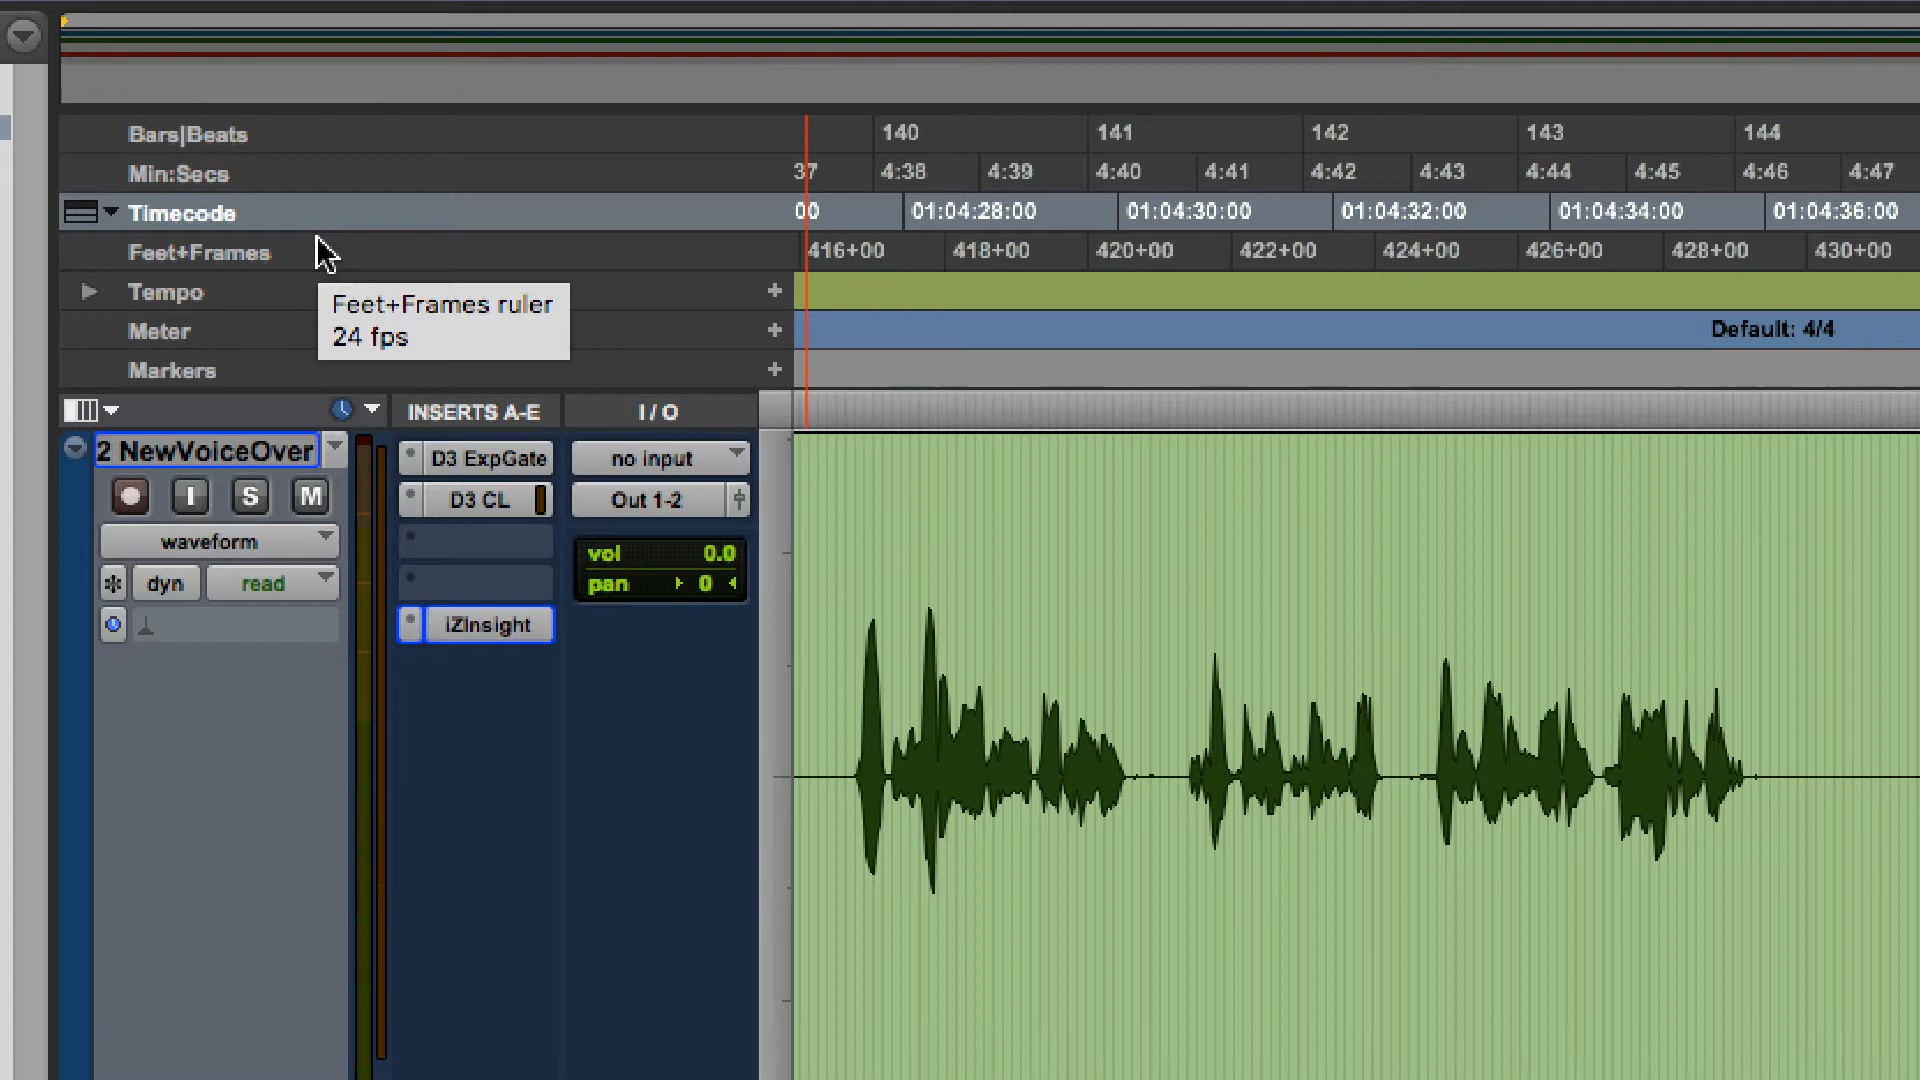 Bars|Beats 140 141 142 143 144
Min:Secs 37 4:38 4:39 4:40 4:41 4:42 4:43 4:44 4:45 4:46 4:47
Timecode 00 01:04:28:00 01:04:30:00 01:04:32:00 01:04:34:00 01:04:36:00
Feet+Frames 416+00 418+00 420+00 422+00 424+00 426+00 428+00 430+00
Tempo +
Feet+Frames ruler
24 fps
Meter + Default: 4/4
Markers +
INSERTS A-E I / O
2 NewVoiceOver D3 ExpGate no input
I S M D3 CL Out 1-2
waveform vol 0.0
dyn read pan 0
iZInsight